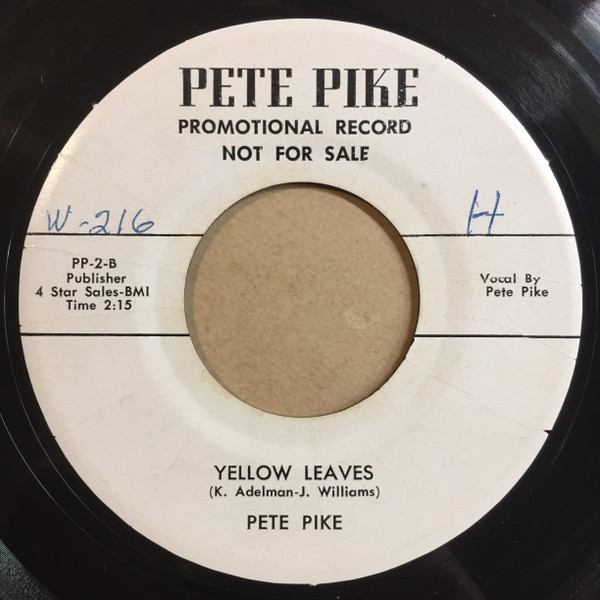 PETE PIKE
PROMOTIONAL RECORD
NOT FOR SALE
W-216
H
PP-2-B
Publisher
4 Star Sales-BMI
Time 2:15
Vocal By
Pete Pike
YELLOW LEAVES
(K. Adelman-J. Williams)
PETE PIKE